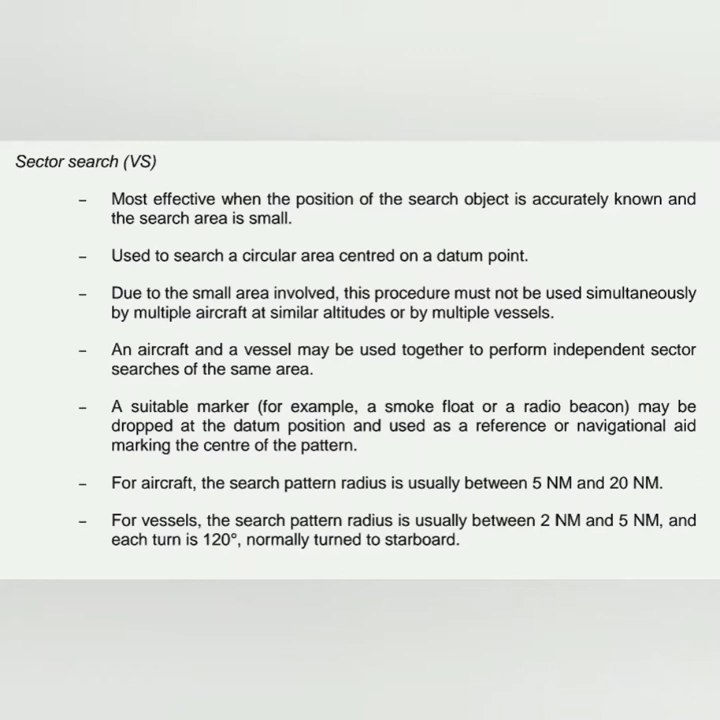 Sector search (VS)
– Most effective when the position of the search object is accurately known and
the search area is small.
– Used to search a circular area centred on a datum point.
– Due to the small area involved, this procedure must not be used simultaneously
by multiple aircraft at similar altitudes or by multiple vessels.
– An aircraft and a vessel may be used together to perform independent sector
searches of the same area.
– A suitable marker (for example, a smoke float or a radio beacon) may be
dropped at the datum position and used as a reference or navigational aid
marking the centre of the pattern.
– For aircraft, the search pattern radius is usually between 5 NM and 20 NM.
– For vessels, the search pattern radius is usually between 2 NM and 5 NM, and
each turn is 120°, normally turned to starboard.